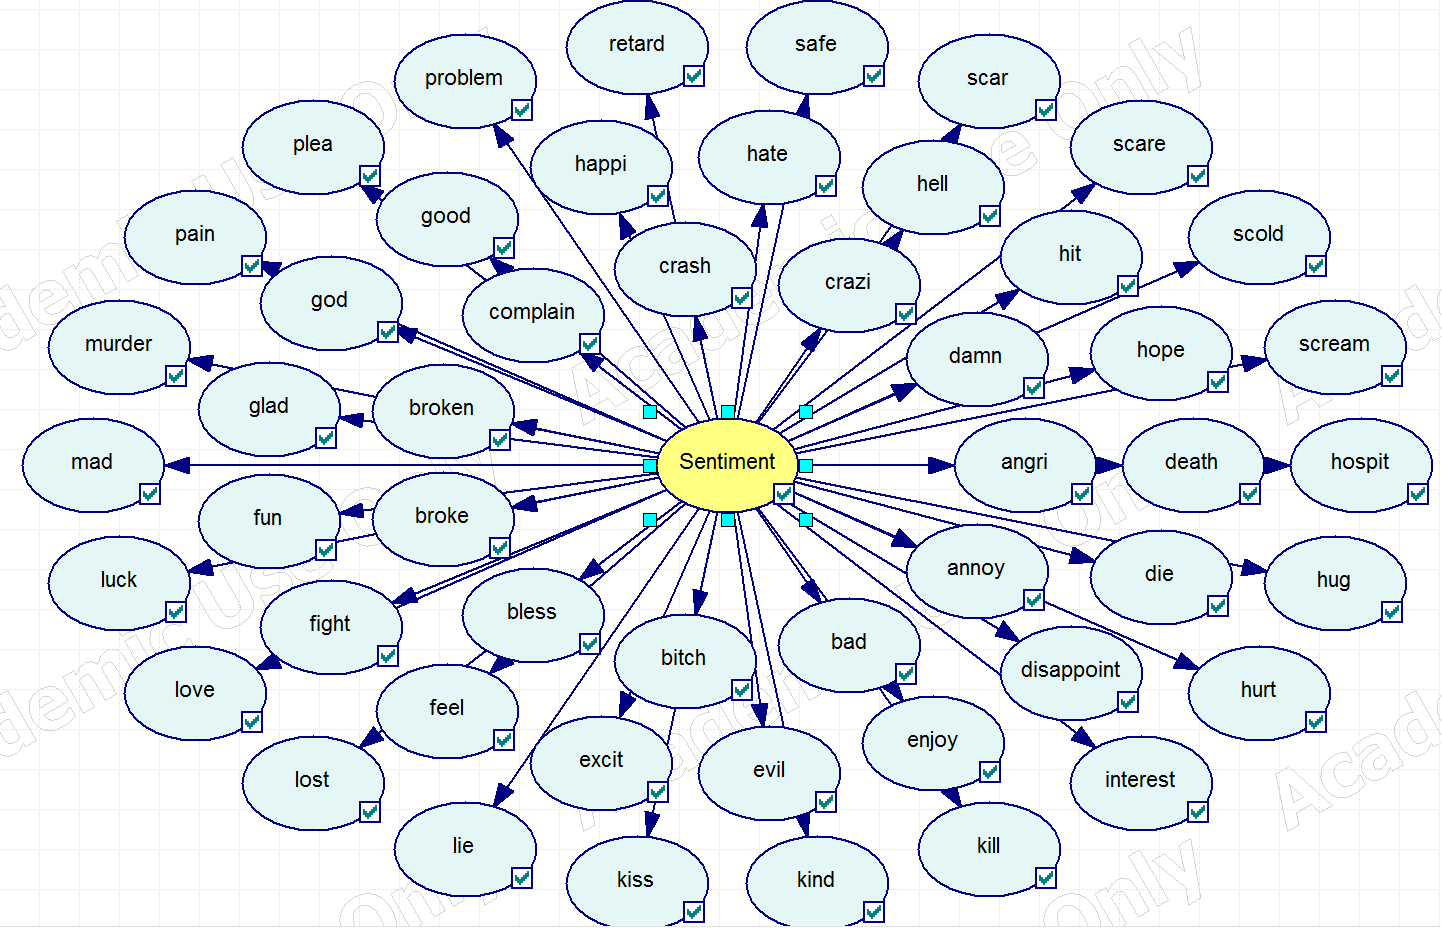 retard
safe
problem
scar
plea
happi
hate
scare
hell
good
pain
scold
hit
god
crash
crazi
complain
murder
damn
hope
scream
glad
broken
mad
Sentiment
angri
death
hospit
fun
broke
luck
annoy
die
hug
fight
bless
bitch
bad
disappoint
love
feel
hurt
lost
excit
evil
enjoy
interest
lie
kill
kiss
kind
Academic Use Only